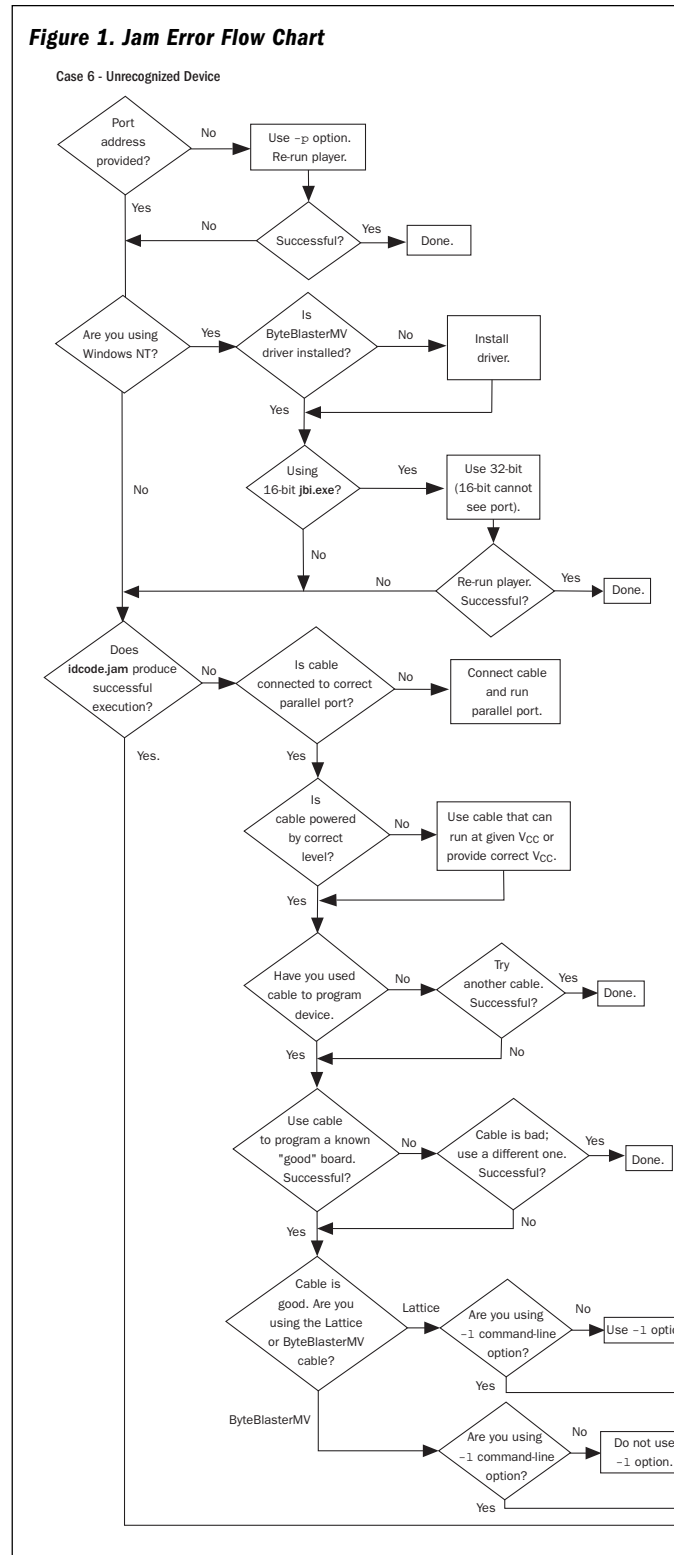 Figure 1. Jam Error Flow Chart
Case 6 - Unrecognized Device
Port
address
provided?
No
Use -p option.
Re-run player.
Yes
No
Successful?
Yes
Done.
Are you using
Windows NT?
Yes
Is
ByteBlasterMV
driver installed?
No
Install
driver.
Yes
No
Using
16-bit jbi.exe?
Yes
Use 32-bit
(16-bit cannot
see port).
No
No
Re-run player.
Successful?
Yes
Done.
Does
idcode.jam produce
successful
execution?
No
Is cable
connected to correct
parallel port?
No
Connect cable
and run
parallel port.
Yes.
Yes
Is
cable powered
by correct
level?
No
Use cable that can
run at given VCC or
provide correct VCC.
Yes
Have you used
cable to program
device.
No
Try
another cable.
Successful?
Yes
Done.
Yes
No
Use cable
to program a known
"good" board.
Successful?
No
Cable is bad;
use a different one.
Successful?
Yes
Done.
Yes
No
Cable is
good. Are you
using the Lattice
or ByteBlasterMV
cable?
Lattice
Are you using
-l command-line
option?
No
Use -l optio
Yes
ByteBlasterMV
Are you using
-l command-line
option?
No
Do not use
-l option.
Yes